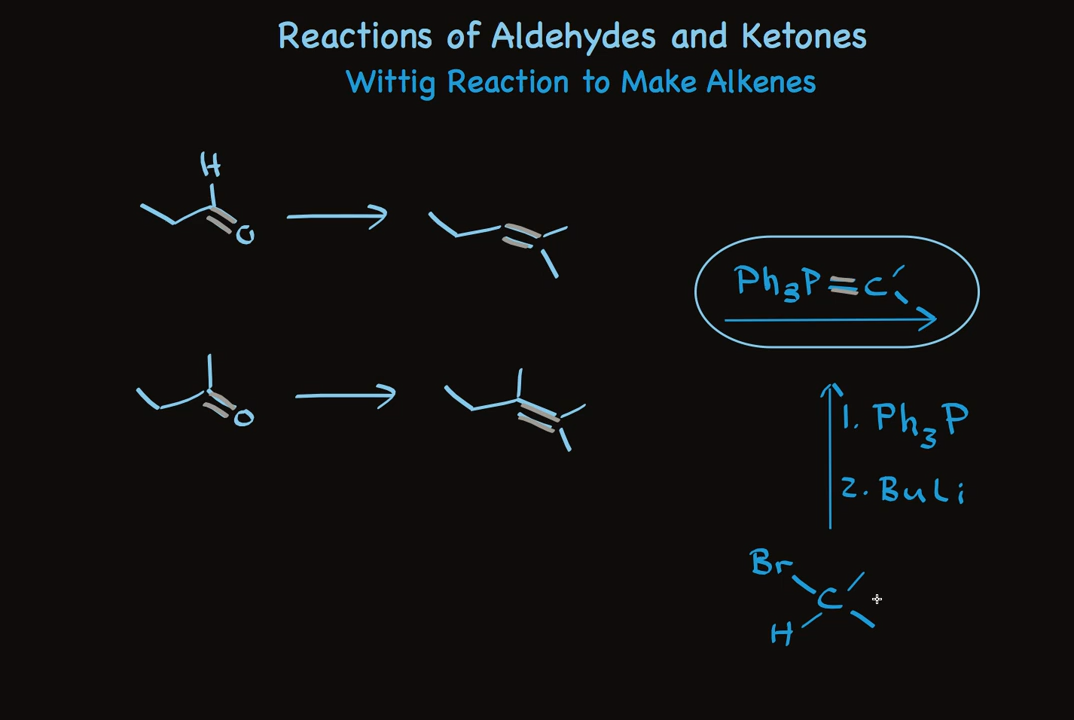 Reactions of Aldehydes and Ketones
Wittig Reaction to Make Alkenes
H
O
Ph3P=C
O
1. Ph3P
2. BuLi
Br
C
H